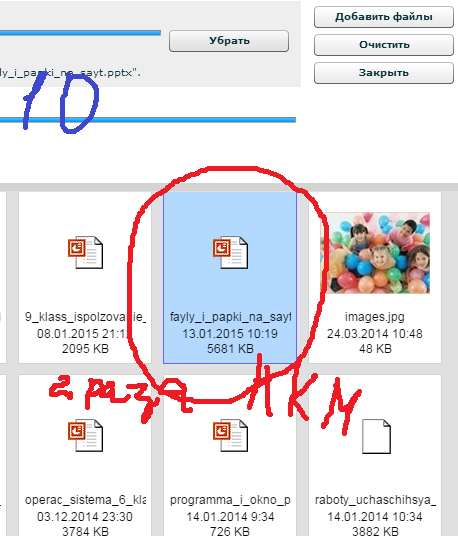 Добавить файлы
Убрать
Очистить
ly_i_papki_na_sayt.pptx".
Закрыть
10
9_klass_ispolzovanie_
08.01.2015 21:1
2095 KB
fayly_i_papki_na_sayt
13.01.2015 10:19
5681 KB
images.jpg
24.03.2014 10:48
48 KB
2 раза ЛКМ
operac_sistema_6_kla
03.12.2014 23:30
3784 KB
programma_i_okno_p
14.01.2014 9:34
726 KB
raboty_uchaschihsya_
14.01.2014 10:34
3882 KB